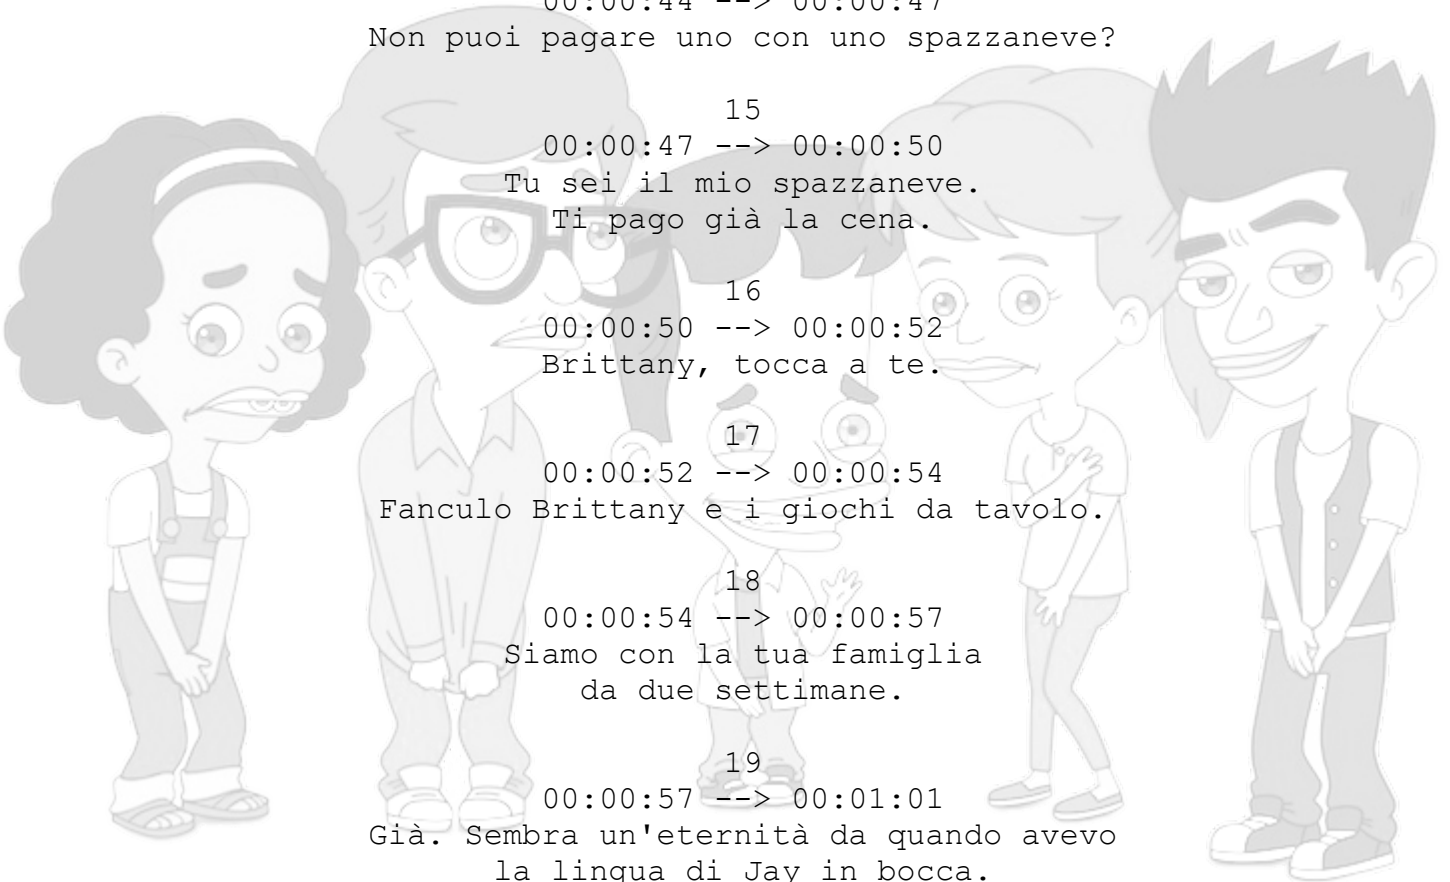 00:00:44 --> 00:00:47
Non puoi pagare uno con uno spazzaneve?
15
00:00:47 --> 00:00:50
Tu sei il mio spazzaneve.
Ti pago già la cena.
16
00:00:50 --> 00:00:52
Brittany, tocca a te.
17
00:00:52 --> 00:00:54
Fanculo Brittany e i giochi da tavolo.
18
00:00:54 --> 00:00:57
Siamo con la tua famiglia
da due settimane.
19
00:00:57 --> 00:01:01
Già. Sembra un'eternità da quando avevo
la lingua di Jay in bocca.